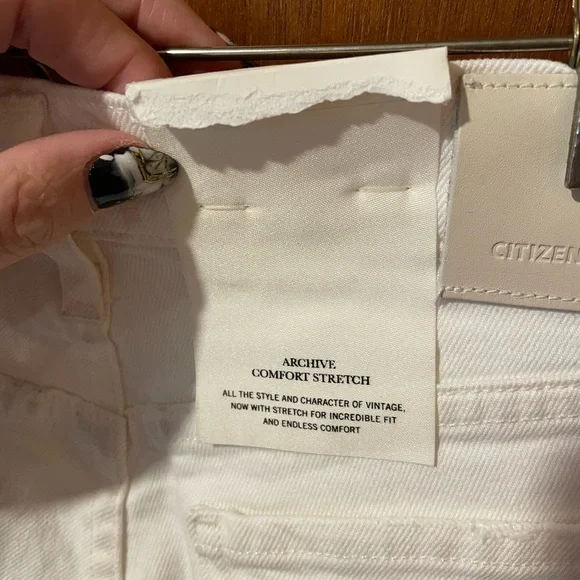 CITIZEN
ARCHIVE
COMFORT STRETCH
ALL THE STYLE AND CHARACTER OF VINTAGE,
NOW WITH STRETCH FOR INCREDIBLE FIT
AND ENDLESS COMFORT